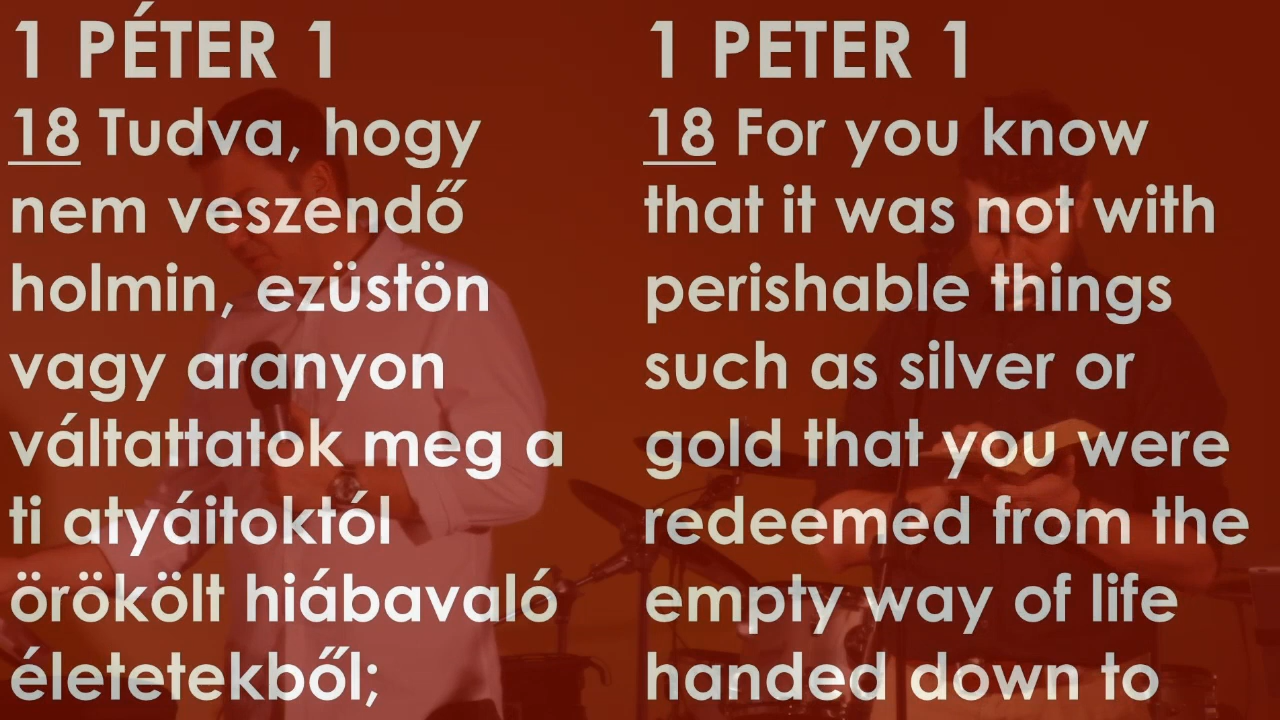 1 PÉTER 1
18 Tudva, hogy
nem veszendő
holmin, ezüstön
vagy aranyon
váltattatok meg a
ti atyáitoktól
örökölt hiábavaló
életetekből;
1 PETER 1
18 For you know
that it was not with
perishable things
such as silver or
gold that you were
redeemed from the
empty way of life
handed down to